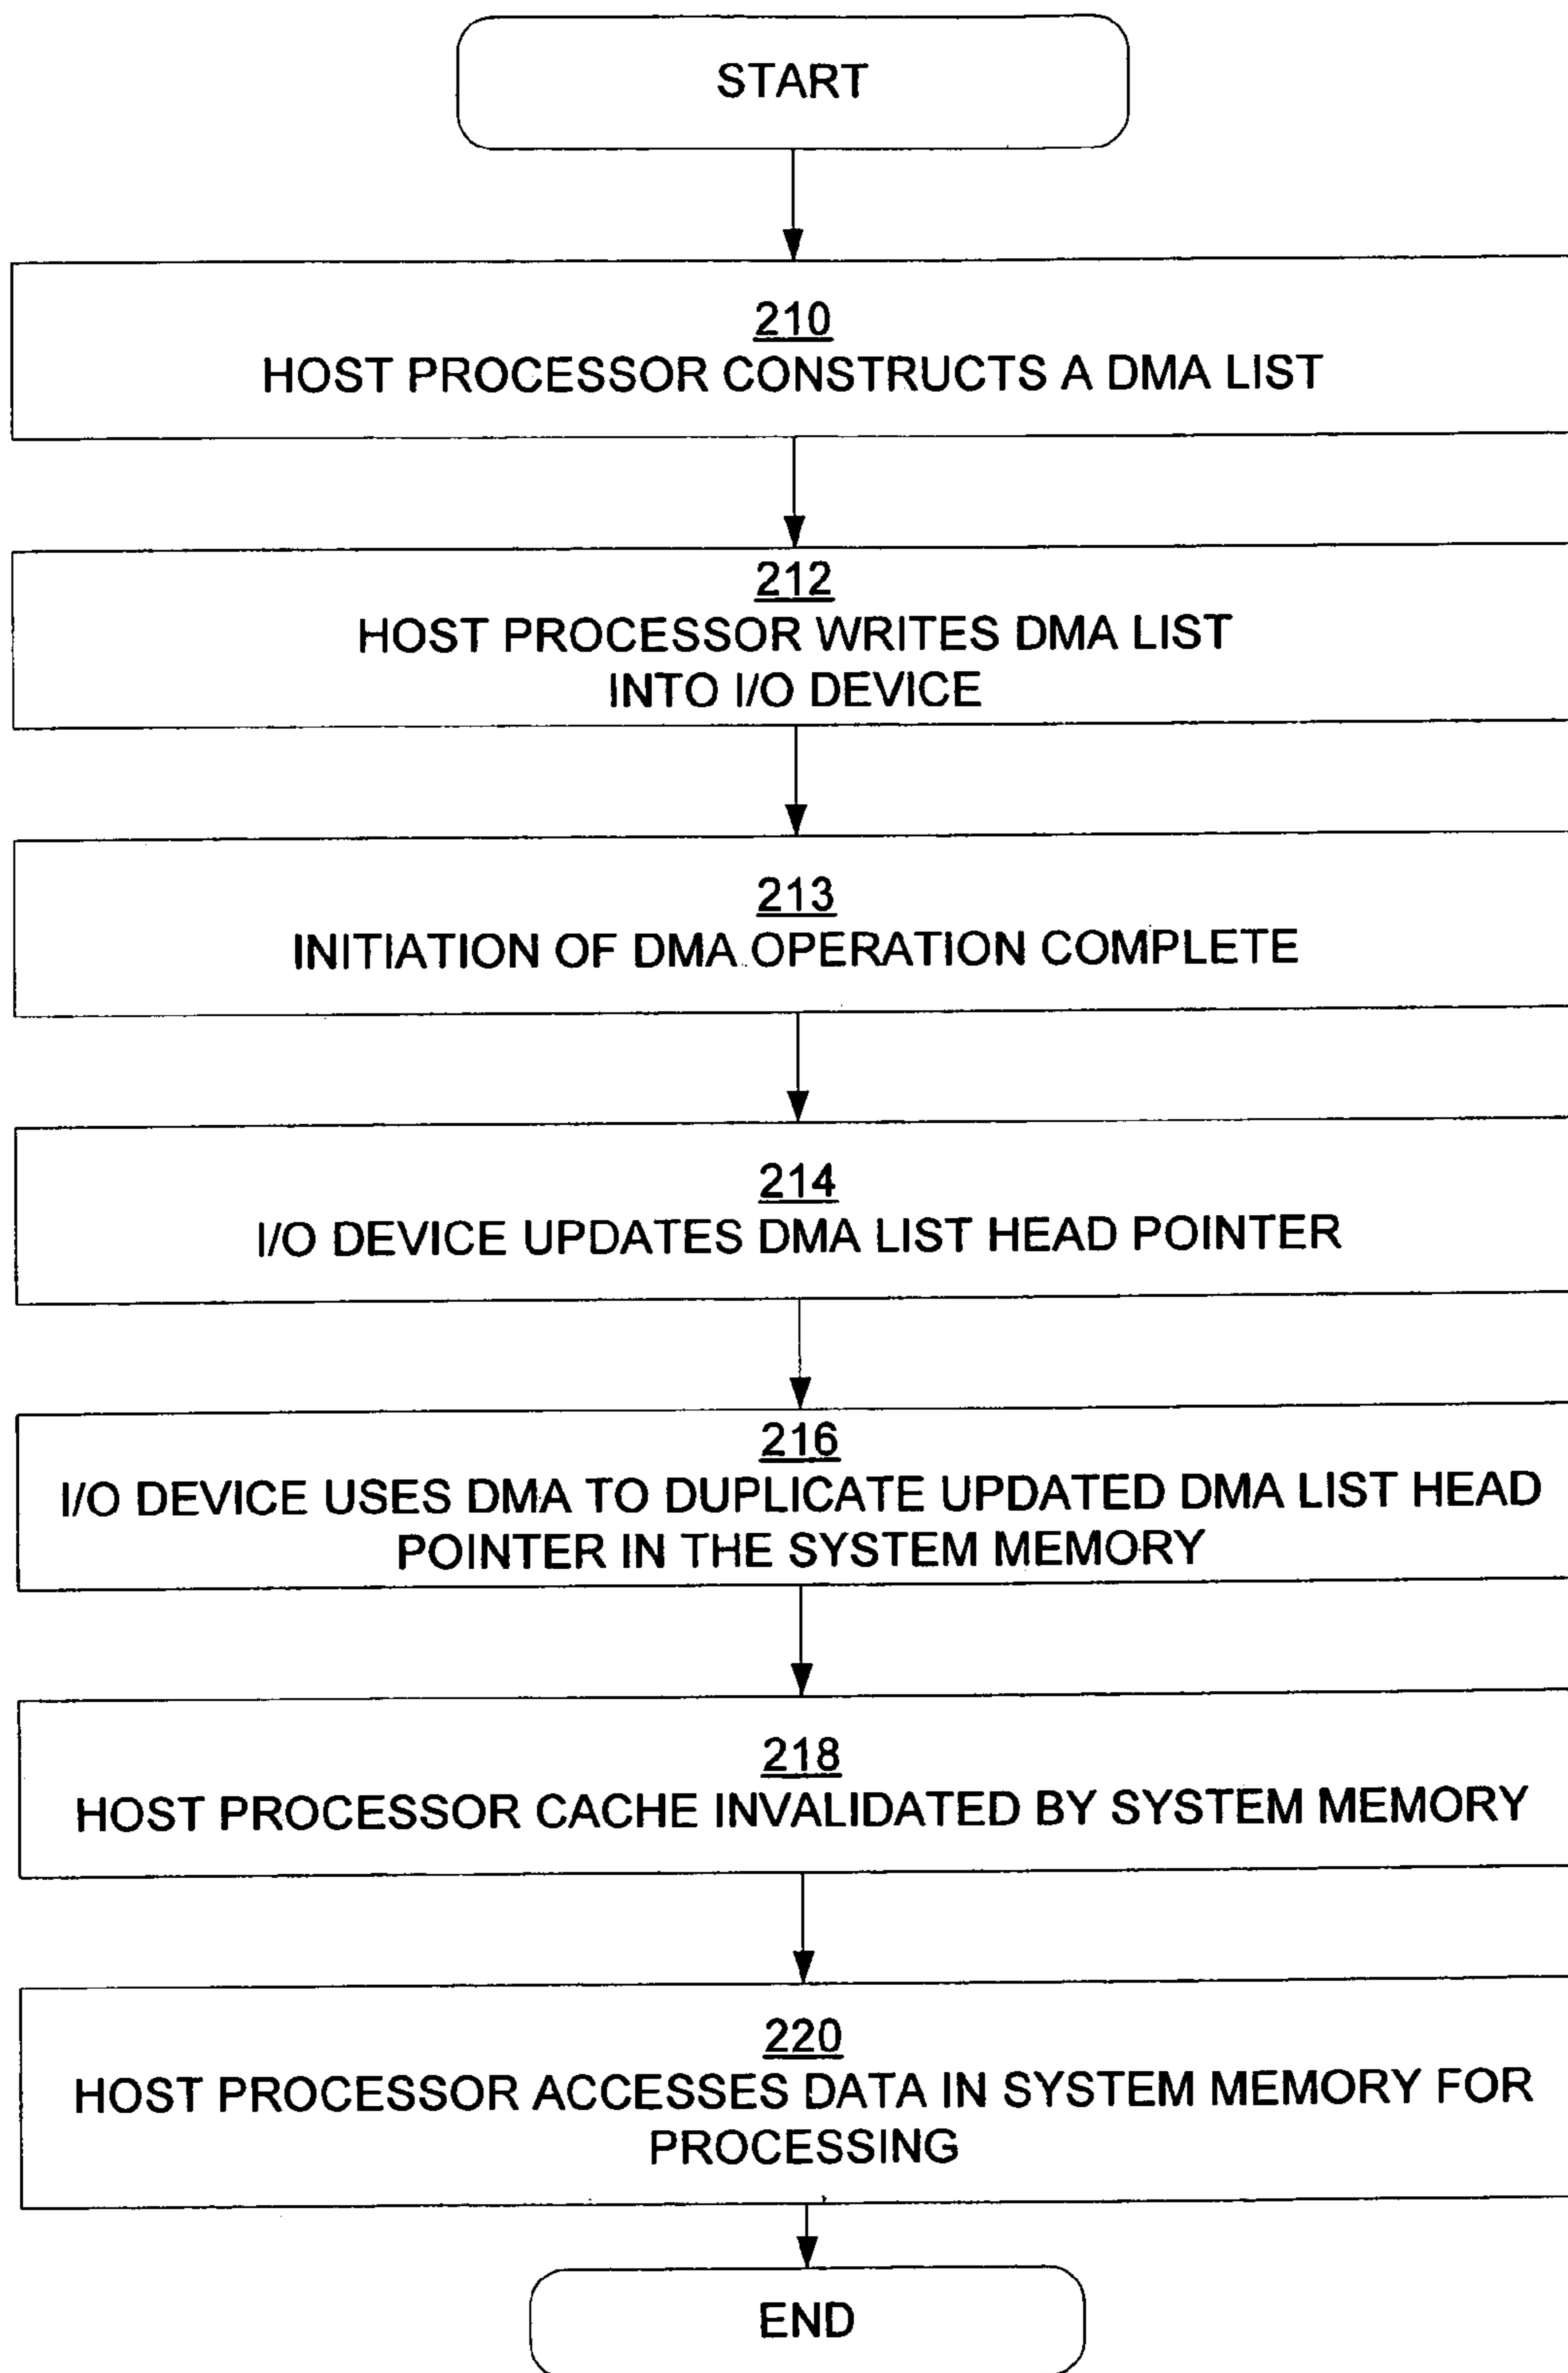 START
210
HOST PROCESSOR CONSTRUCTS A DMA LIST
212
HOST PROCESSOR WRITES DMA LIST
INTO I/O DEVICE
213
INITIATION OF DMA OPERATION COMPLETE
214
I/O DEVICE UPDATES DMA LIST HEAD POINTER
216
I/O DEVICE USES DMA TO DUPLICATE UPDATED DMA LIST HEAD
POINTER IN THE SYSTEM MEMORY
218
HOST PROCESSOR CACHE INVALIDATED BY SYSTEM MEMORY
220
HOST PROCESSOR ACCESSES DATA IN SYSTEM MEMORY FOR
PROCESSING
END